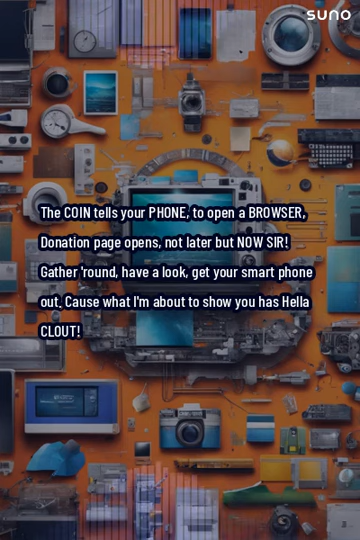 SUNO
The COIN tells your PHONE, to open a BROWSER,
Donation page opens, not later but NOW SIR!
Gather 'round, have a look, get your smart phone
out, Cause what I'm about to show you has Hella
CLOUT!